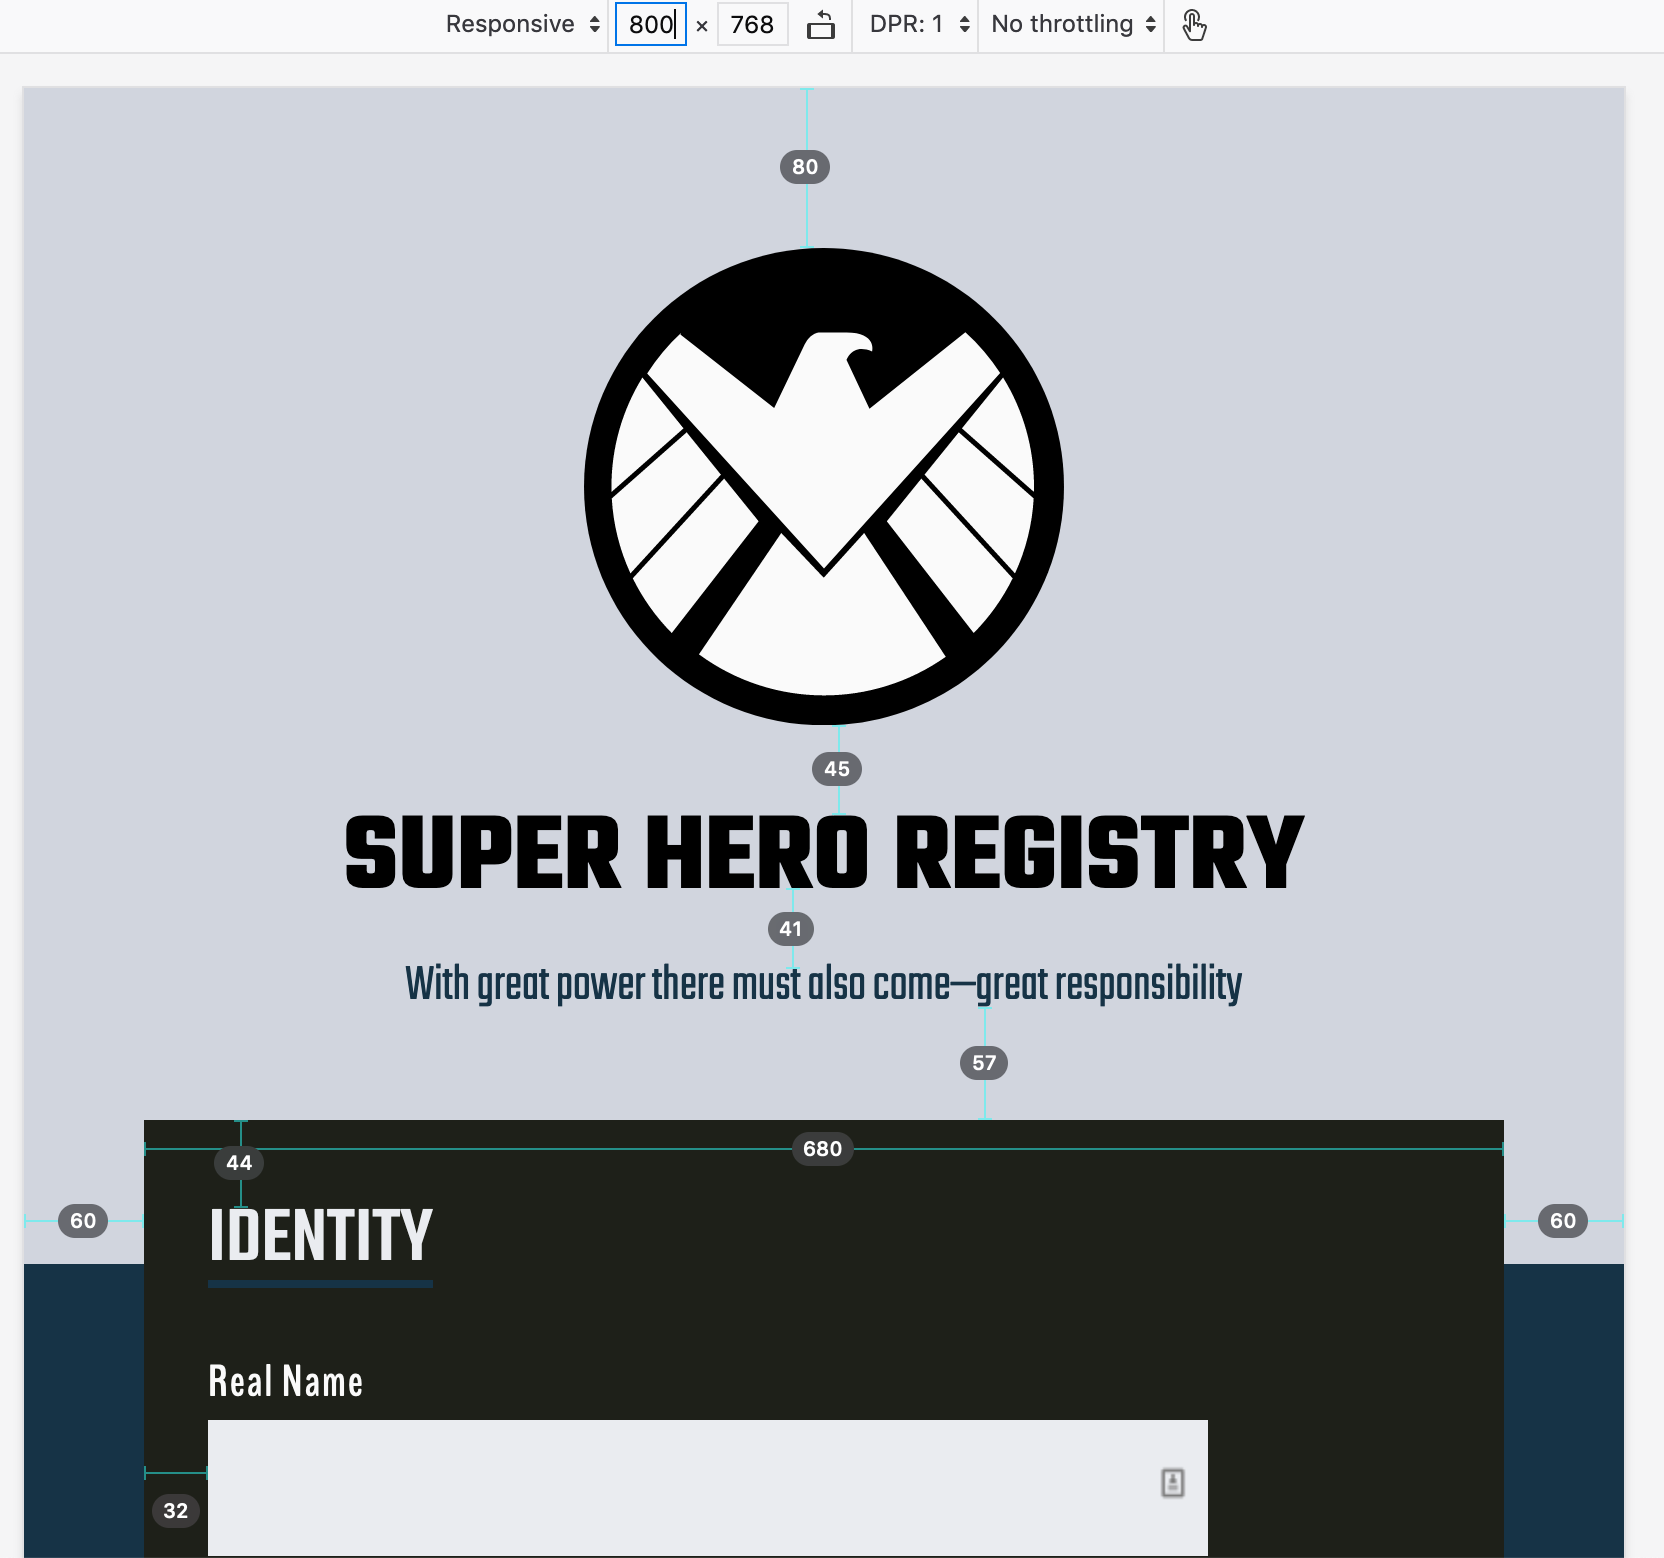 Responsive 800 × 768 DPR: 1 No throttling
80
45
SUPER HERO REGISTRY
41
With great power there must also come—great responsibility
57
680
44
60 60
IDENTITY
Real Name
32